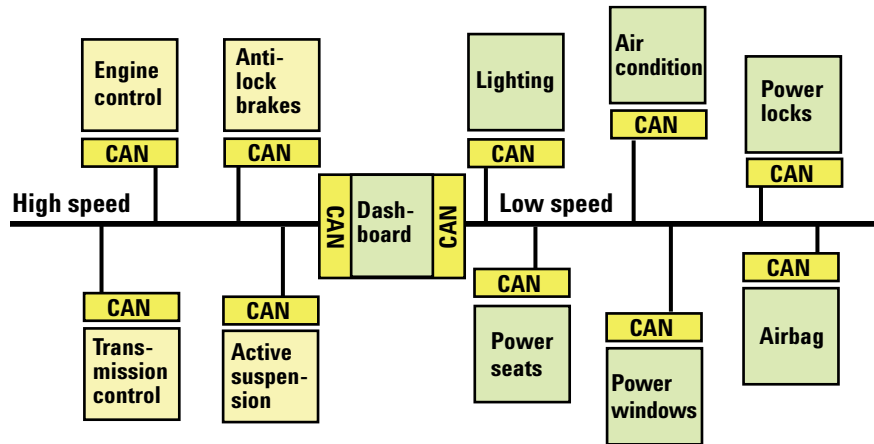 Engine
control
CAN
Anti-
lock
brakes
CAN
Lighting
CAN
Air
condition
CAN
Power
locks
CAN
High speed
CAN
Dash-
board
CAN
Low speed
CAN
Trans-
mission
control
CAN
Active
suspen-
sion
CAN
Power
seats
CAN
Power
windows
CAN
Airbag